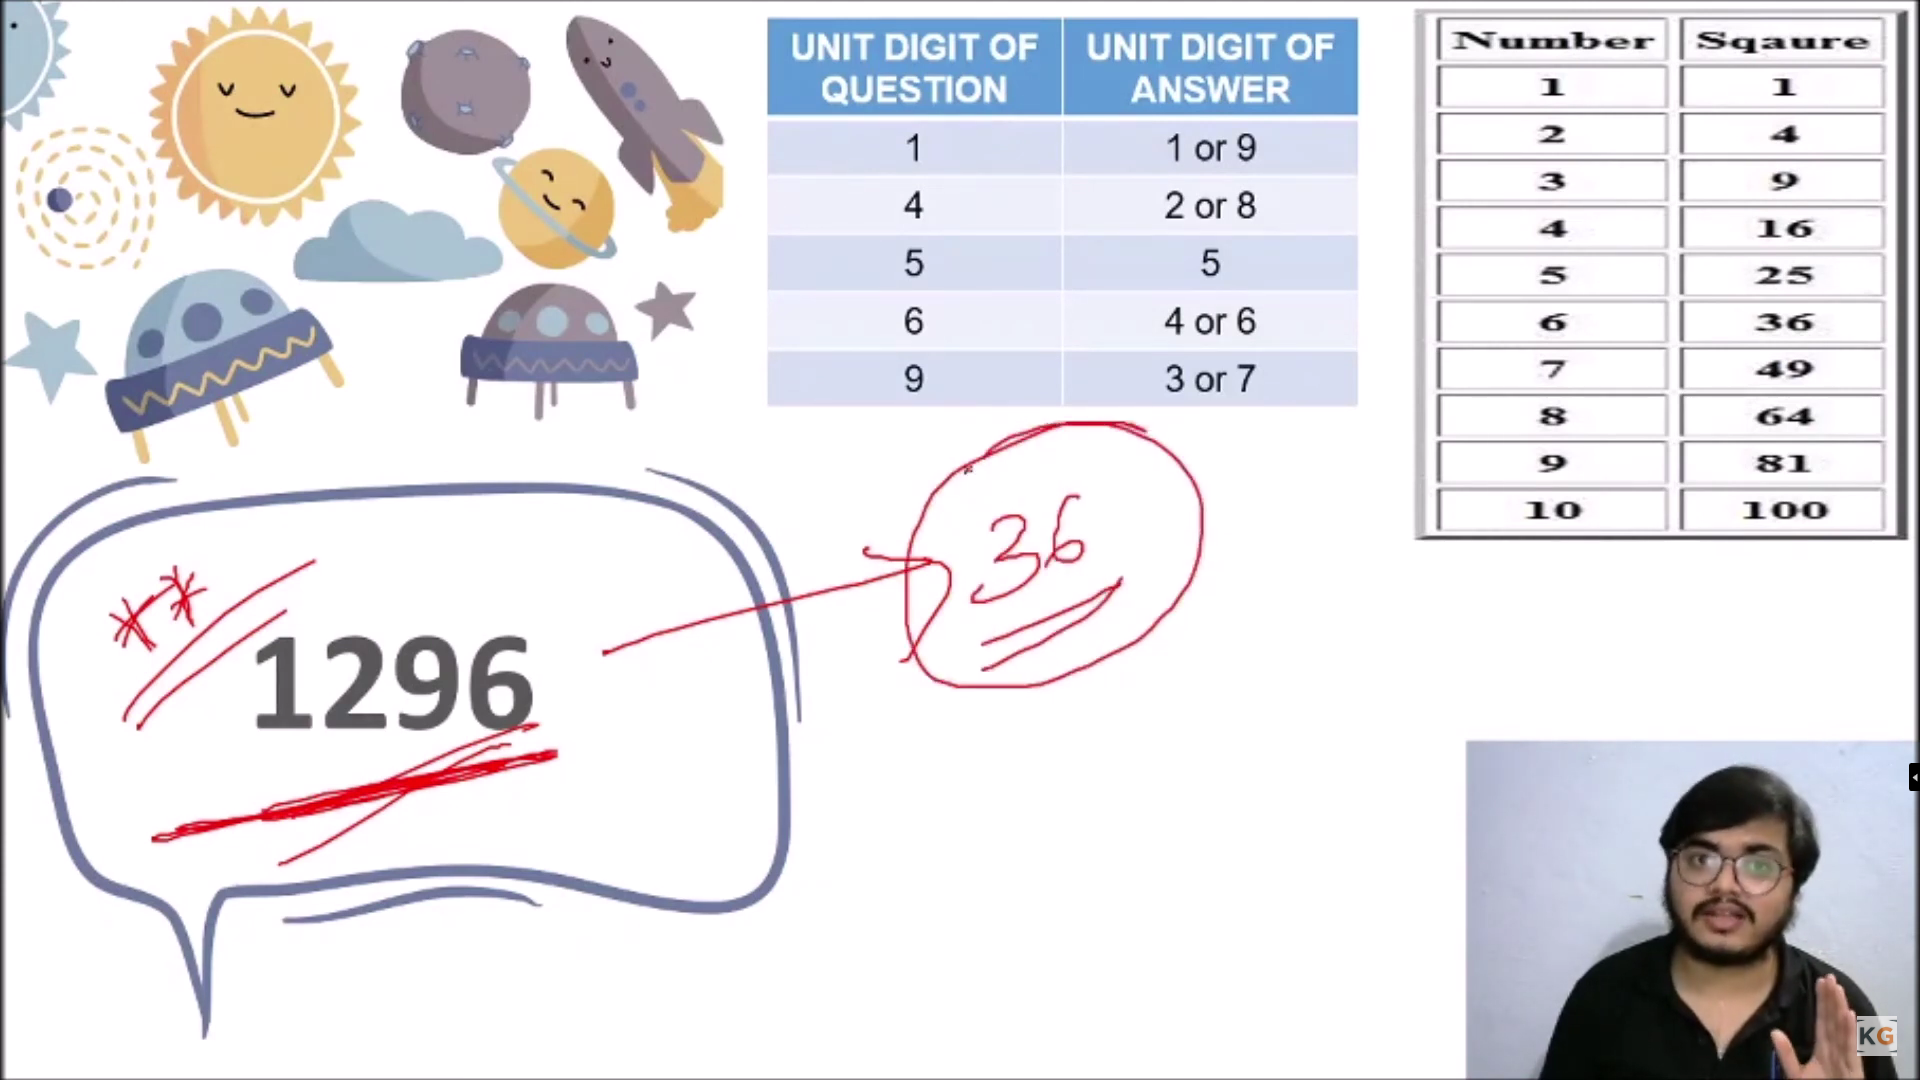 UNIT DIGIT OF QUESTION UNIT DIGIT OF ANSWER
1 1 or 9
4 2 or 8
5 5
6 4 or 6
9 3 or 7
Number Sqaure
1 1
2 4
3 9
4 16
5 25
6 36
7 49
8 64
9 81
10 100
**
1296
36
KG